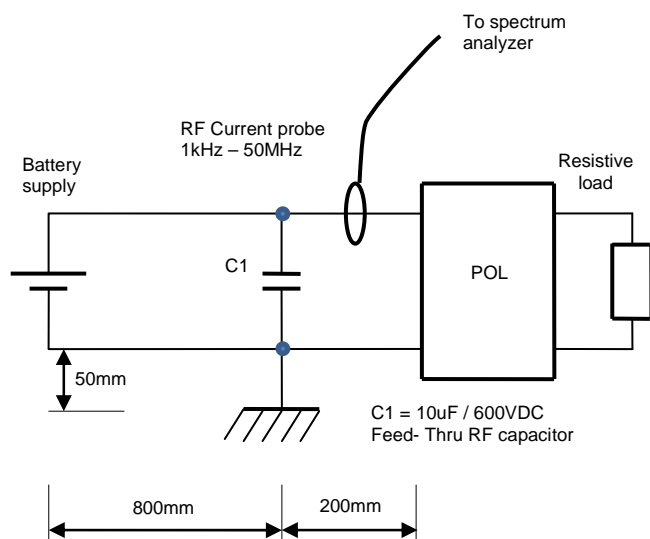 To spectrum
analyzer
RF Current probe
1kHz – 50MHz
Battery
supply
Resistive
load
C1
POL
50mm
C1 = 10uF / 600VDC
Feed- Thru RF capacitor
800mm
200mm